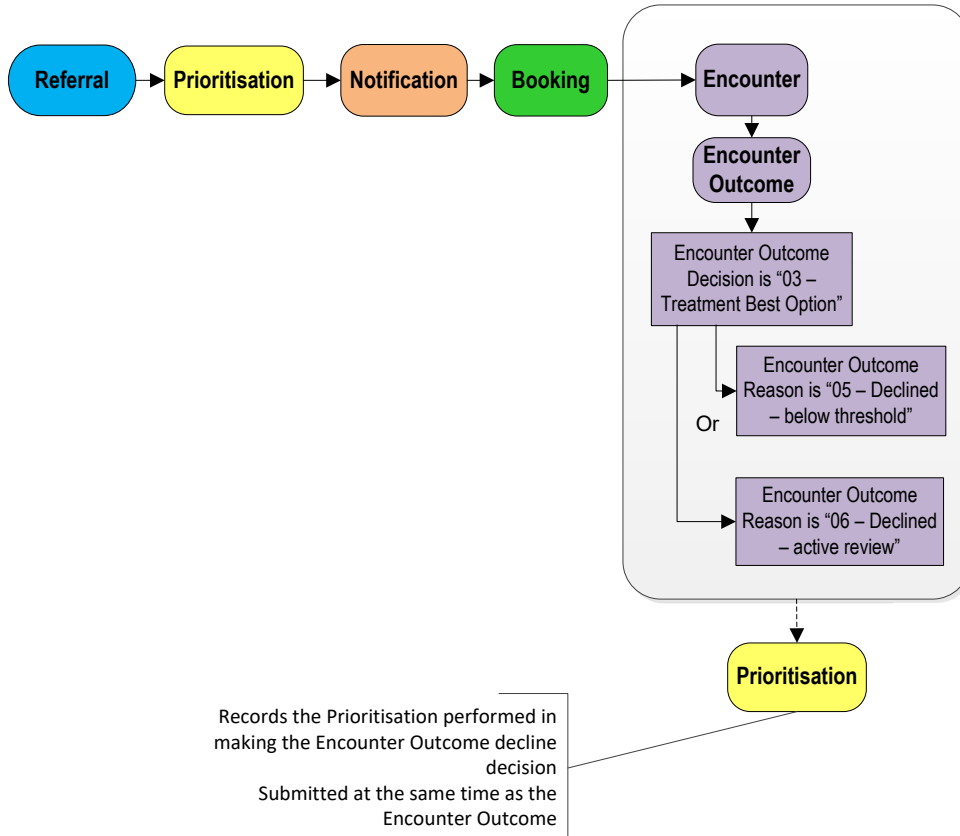 Referral
Prioritisation
Notification
Booking
Encounter
Encounter
Outcome
Encounter Outcome
Decision is “03 –
Treatment Best Option”
Encounter Outcome
Reason is “05 – Declined
– below threshold”
Or
Encounter Outcome
Reason is “06 – Declined
– active review”
Prioritisation
Records the Prioritisation performed in
making the Encounter Outcome decline
decision
Submitted at the same time as the
Encounter Outcome